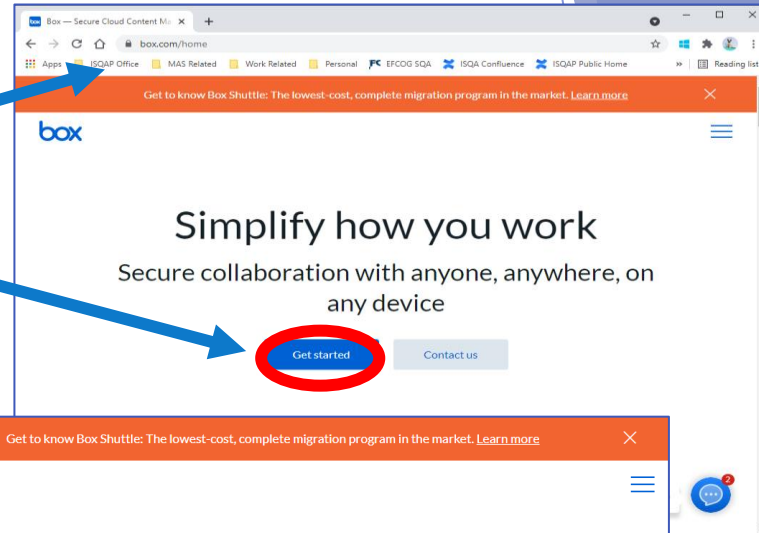 box Box — Secure Cloud Content Ma
box.com/home
Apps ISQAP Office MAS Related Work Related Personal FC EFCOG SQA ISQA Confluence ISQAP Public Home » Reading list
Get to know Box Shuttle: The lowest-cost, complete migration program in the market. Learn more
box
Simplify how you work
Secure collaboration with anyone, anywhere, on
any device
Get started Contact us
Get to know Box Shuttle: The lowest-cost, complete migration program in the market. Learn more
2